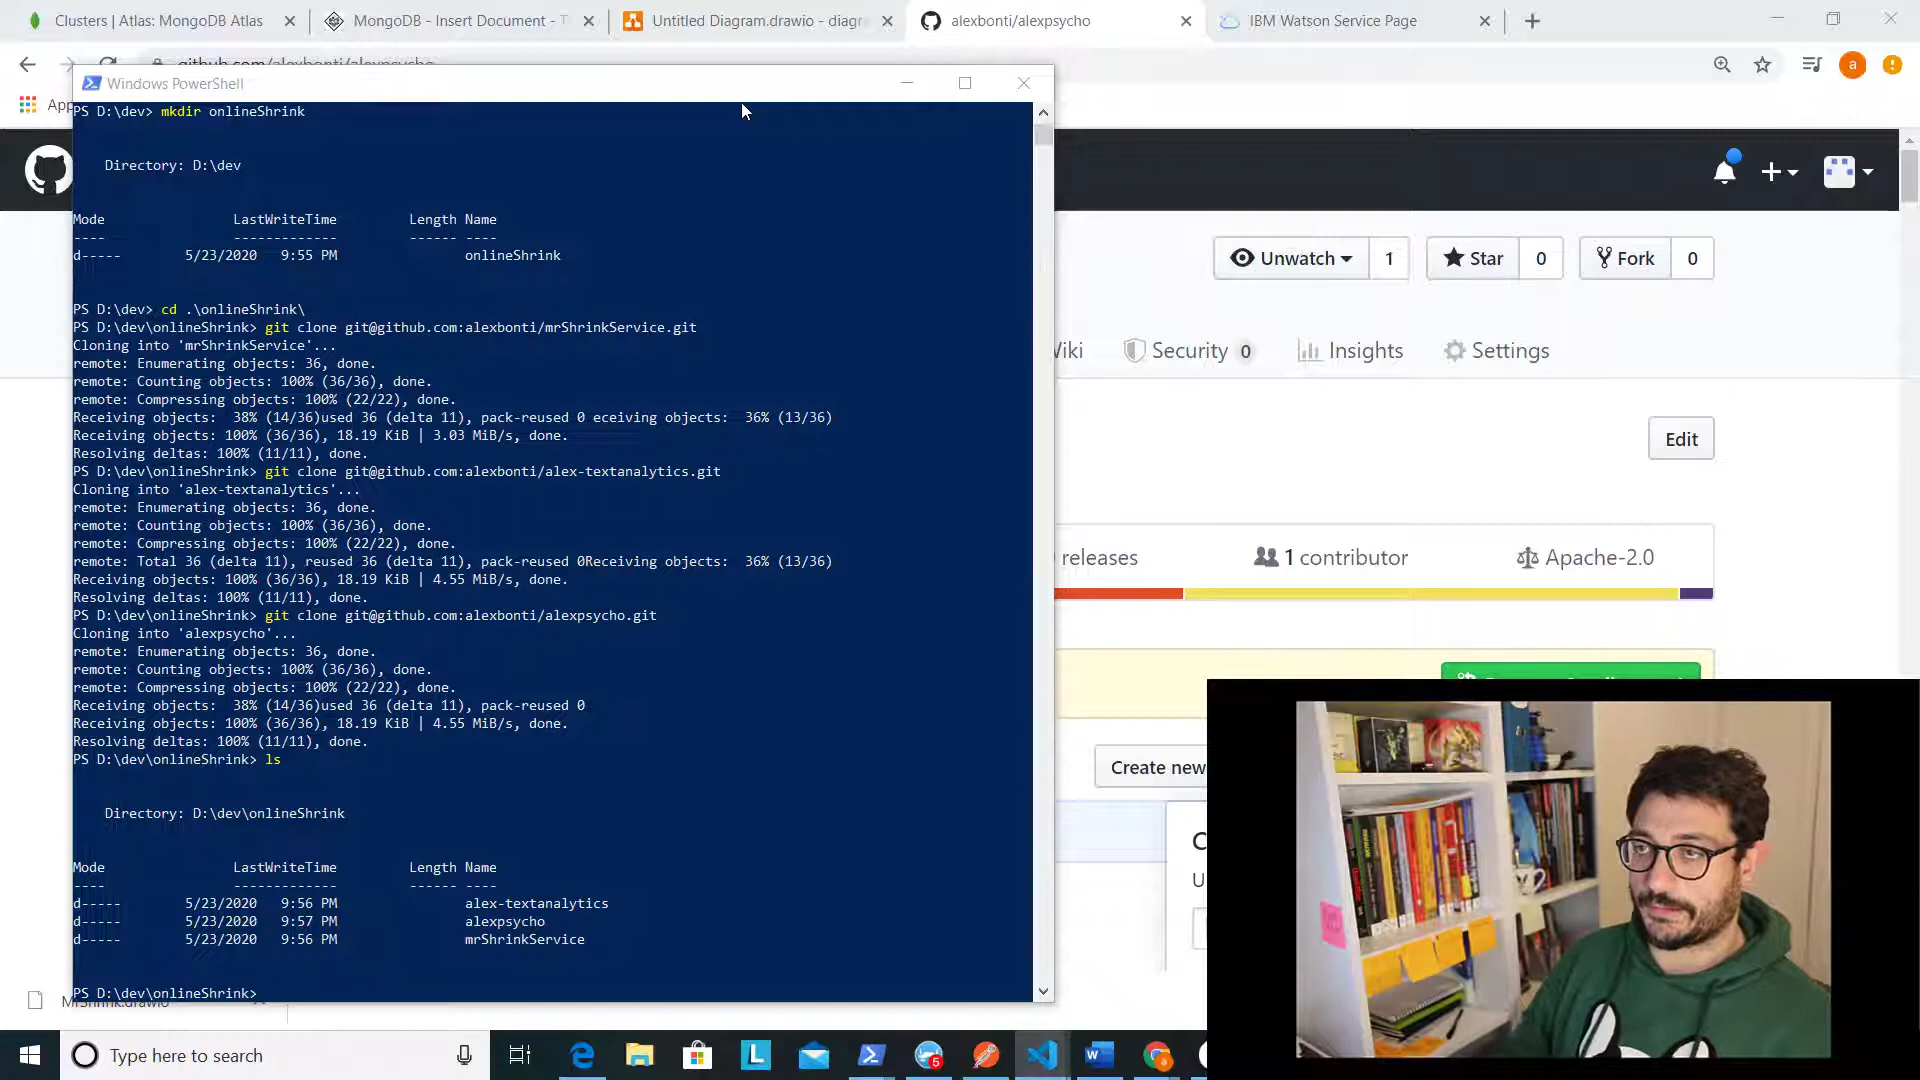 Clusters | Atlas: MongoDB Atlas
MongoDB - Insert Document -
Untitled Diagram.drawio - diagr
alexbonti/alexpsycho
IBM Watson Service Page
github.com/alexbonti/alexpsycho
App
a
Windows PowerShell
PS D:\dev> mkdir onlineShrink
Directory: D:\dev
Mode LastWriteTime Length Name
---- ------------- ------ ----
d----- 5/23/2020 9:55 PM onlineShrink
PS D:\dev> cd .\onlineShrink\
PS D:\dev\onlineShrink> git clone git@github.com:alexbonti/mrShrinkService.git
Cloning into 'mrShrinkService'...
remote: Enumerating objects: 36, done.
remote: Counting objects: 100% (36/36), done.
remote: Compressing objects: 100% (22/22), done.
Receiving objects:  38% (14/36)used 36 (delta 11), pack-reused 0 eceiving objects:  36% (13/36)
Receiving objects: 100% (36/36), 18.19 KiB | 3.03 MiB/s, done.
Resolving deltas: 100% (11/11), done.
PS D:\dev\onlineShrink> git clone git@github.com:alexbonti/alex-textanalytics.git
Cloning into 'alex-textanalytics'...
remote: Enumerating objects: 36, done.
remote: Counting objects: 100% (36/36), done.
remote: Compressing objects: 100% (22/22), done.
remote: Total 36 (delta 11), reused 36 (delta 11), pack-reused 0Receiving objects:  36% (13/36)
Receiving objects: 100% (36/36), 18.19 KiB | 4.55 MiB/s, done.
Resolving deltas: 100% (11/11), done.
PS D:\dev\onlineShrink> git clone git@github.com:alexbonti/alexpsycho.git
Cloning into 'alexpsycho'...
remote: Enumerating objects: 36, done.
remote: Counting objects: 100% (36/36), done.
remote: Compressing objects: 100% (22/22), done.
Receiving objects:  38% (14/36)used 36 (delta 11), pack-reused 0
Receiving objects: 100% (36/36), 18.19 KiB | 4.55 MiB/s, done.
Resolving deltas: 100% (11/11), done.
PS D:\dev\onlineShrink> ls
Directory: D:\dev\onlineShrink
Mode LastWriteTime Length Name
---- ------------- ------ ----
d----- 5/23/2020 9:56 PM alex-textanalytics
d----- 5/23/2020 9:57 PM alexpsycho
d----- 5/23/2020 9:56 PM mrShrinkService
PS D:\dev\onlineShrink>
Unwatch 1
Star 0
Fork 0
Wiki
Security 0
Insights
Settings
Edit
releases
1 contributor
Apache-2.0
Create new
C
U
MrShrink.drawio
Type here to search
5